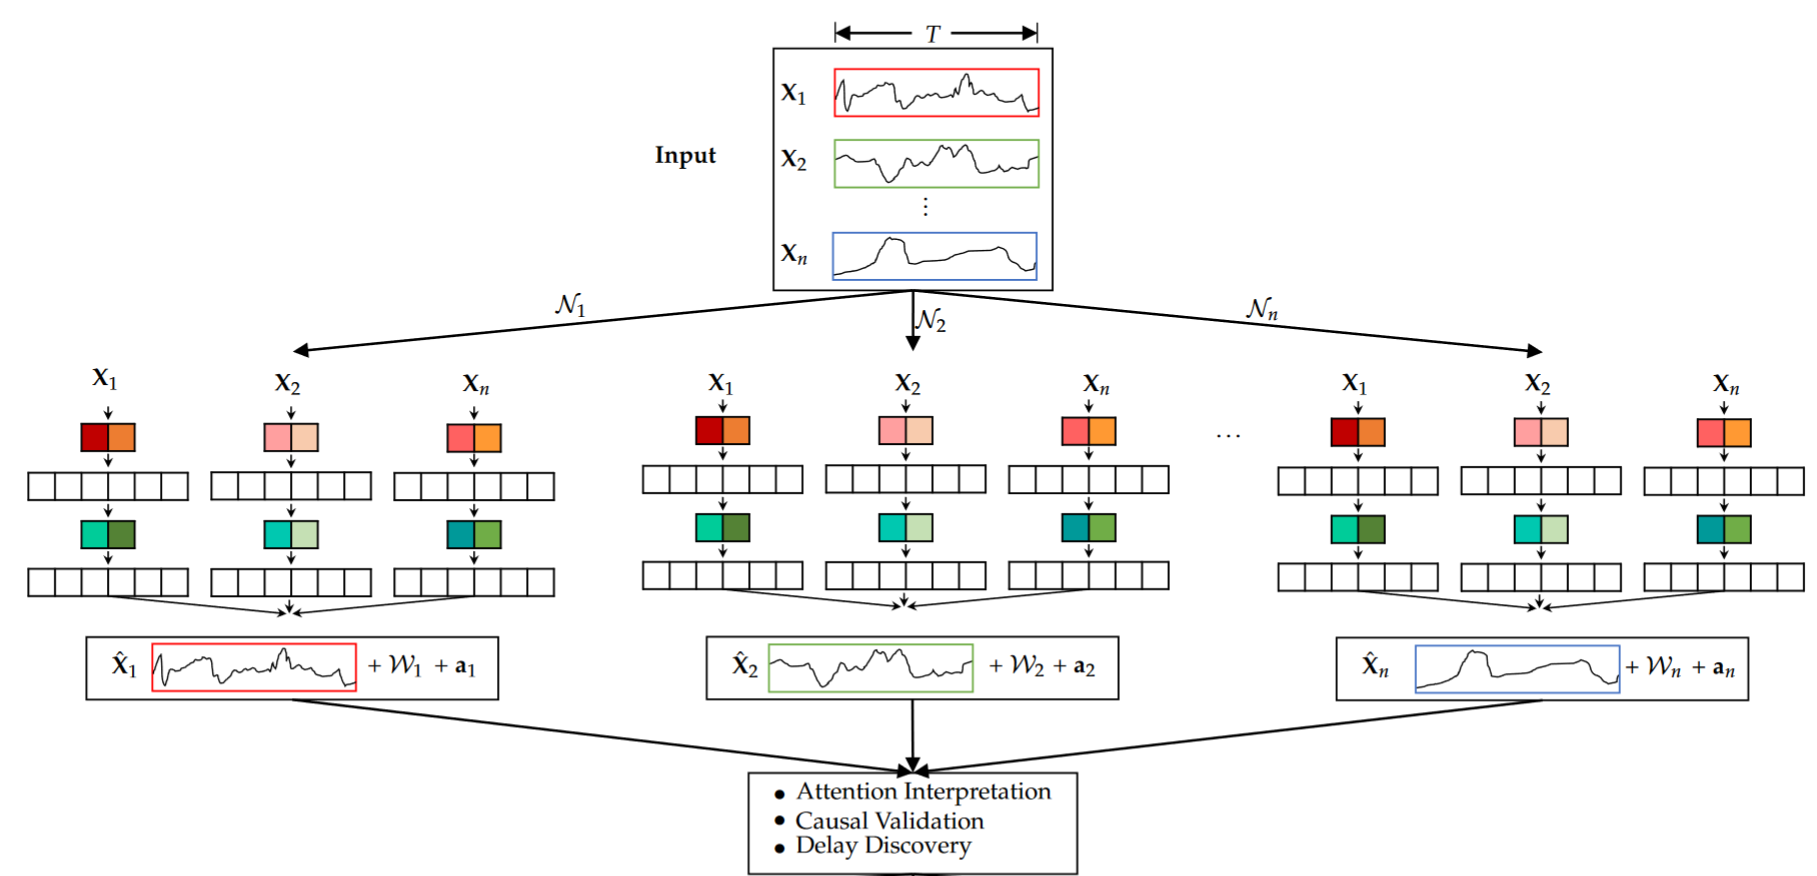 T
X₁
Input
X₂
⋮
Xₙ
𝒩₁
𝒩₂
𝒩ₙ
X₁ X₂ Xₙ X₁ X₂ Xₙ X₁ X₂ Xₙ
...
X̂₁ + 𝒲₁ + a₁
X̂₂ + 𝒲₂ + a₂
X̂ₙ + 𝒲ₙ + aₙ
● Attention Interpretation
● Causal Validation
● Delay Discovery